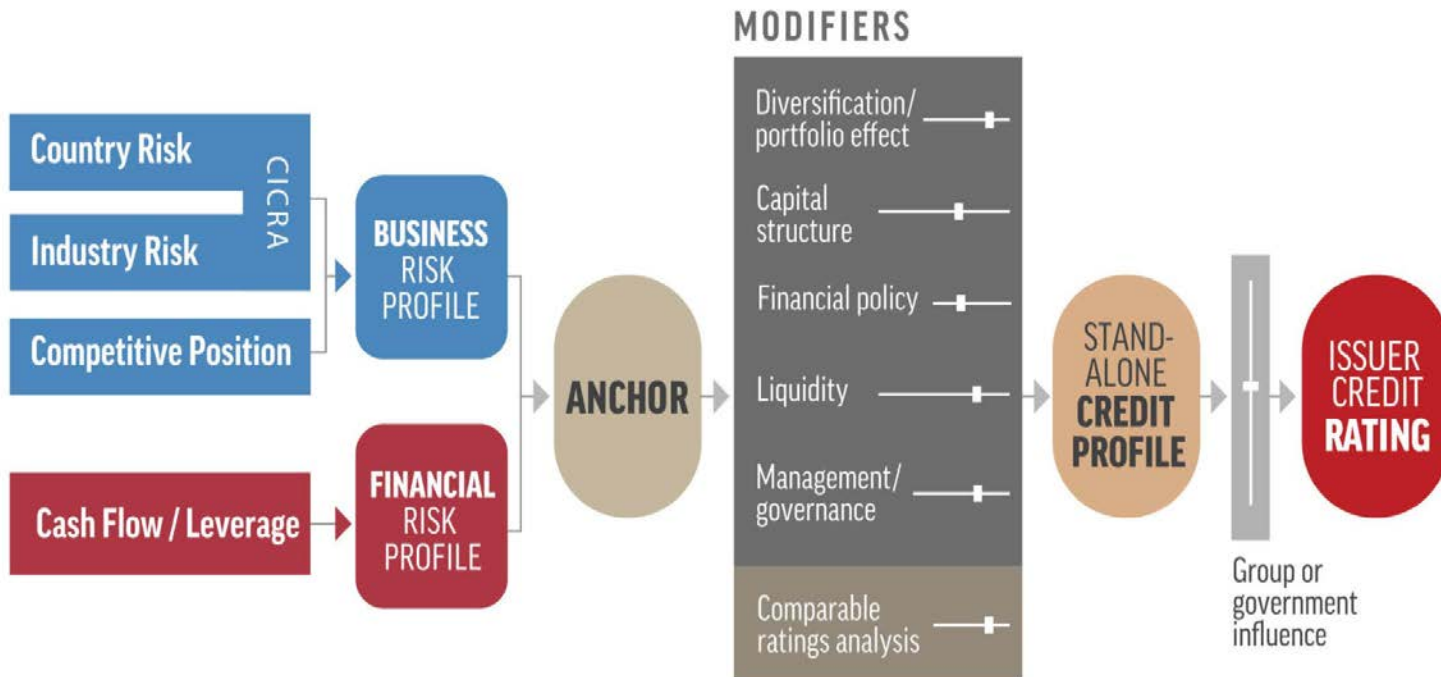 MODIFIERS
Country Risk
CICRA
Industry Risk
Competitive Position
BUSINESS
RISK
PROFILE
Cash Flow / Leverage
FINANCIAL
RISK
PROFILE
ANCHOR
Diversification/
portfolio effect
Capital
structure
Financial policy
Liquidity
Management/
governance
Comparable
ratings analysis
STAND-
ALONE
CREDIT
PROFILE
Group or
government
influence
ISSUER
CREDIT
RATING